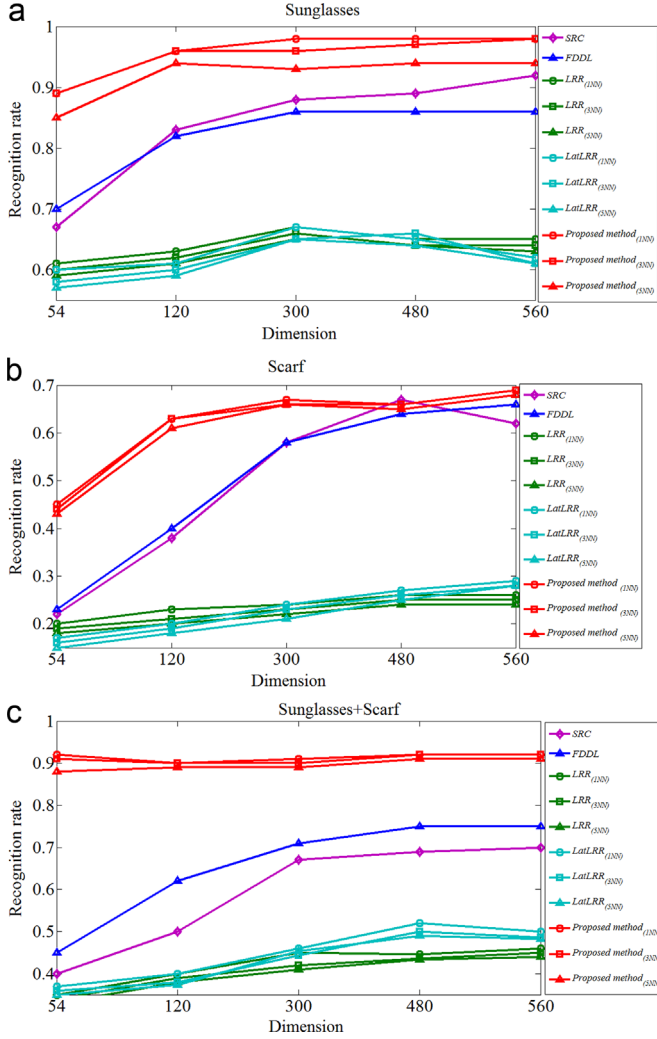 a
Sunglasses
1
0.9
0.8
0.7
0.6
Recognition rate
54 120 300 480 560
Dimension
SRC
FDDL
LRR(1NN)
LRR(3NN)
LRR(5NN)
LatLRR(1NN)
LatLRR(3NN)
LatLRR(5NN)
Proposed method(1NN)
Proposed method(3NN)
Proposed method(5NN)
b
Scarf
0.7
0.6
0.5
0.4
0.3
0.2
Recognition rate
54 120 300 480 560
Dimension
SRC
FDDL
LRR(1NN)
LRR(3NN)
LRR(5NN)
LatLRR(1NN)
LatLRR(3NN)
LatLRR(5NN)
Proposed method(1NN)
Proposed method(3NN)
Proposed method(5NN)
c
Sunglasses+Scarf
1
0.9
0.8
0.7
0.6
0.5
0.4
Recognition rate
54 120 300 480 560
Dimension
SRC
FDDL
LRR(1NN)
LRR(3NN)
LRR(5NN)
LatLRR(1NN)
LatLRR(3NN)
LatLRR(5NN)
Proposed method(1NN)
Proposed method(3NN)
Proposed method(5NN)